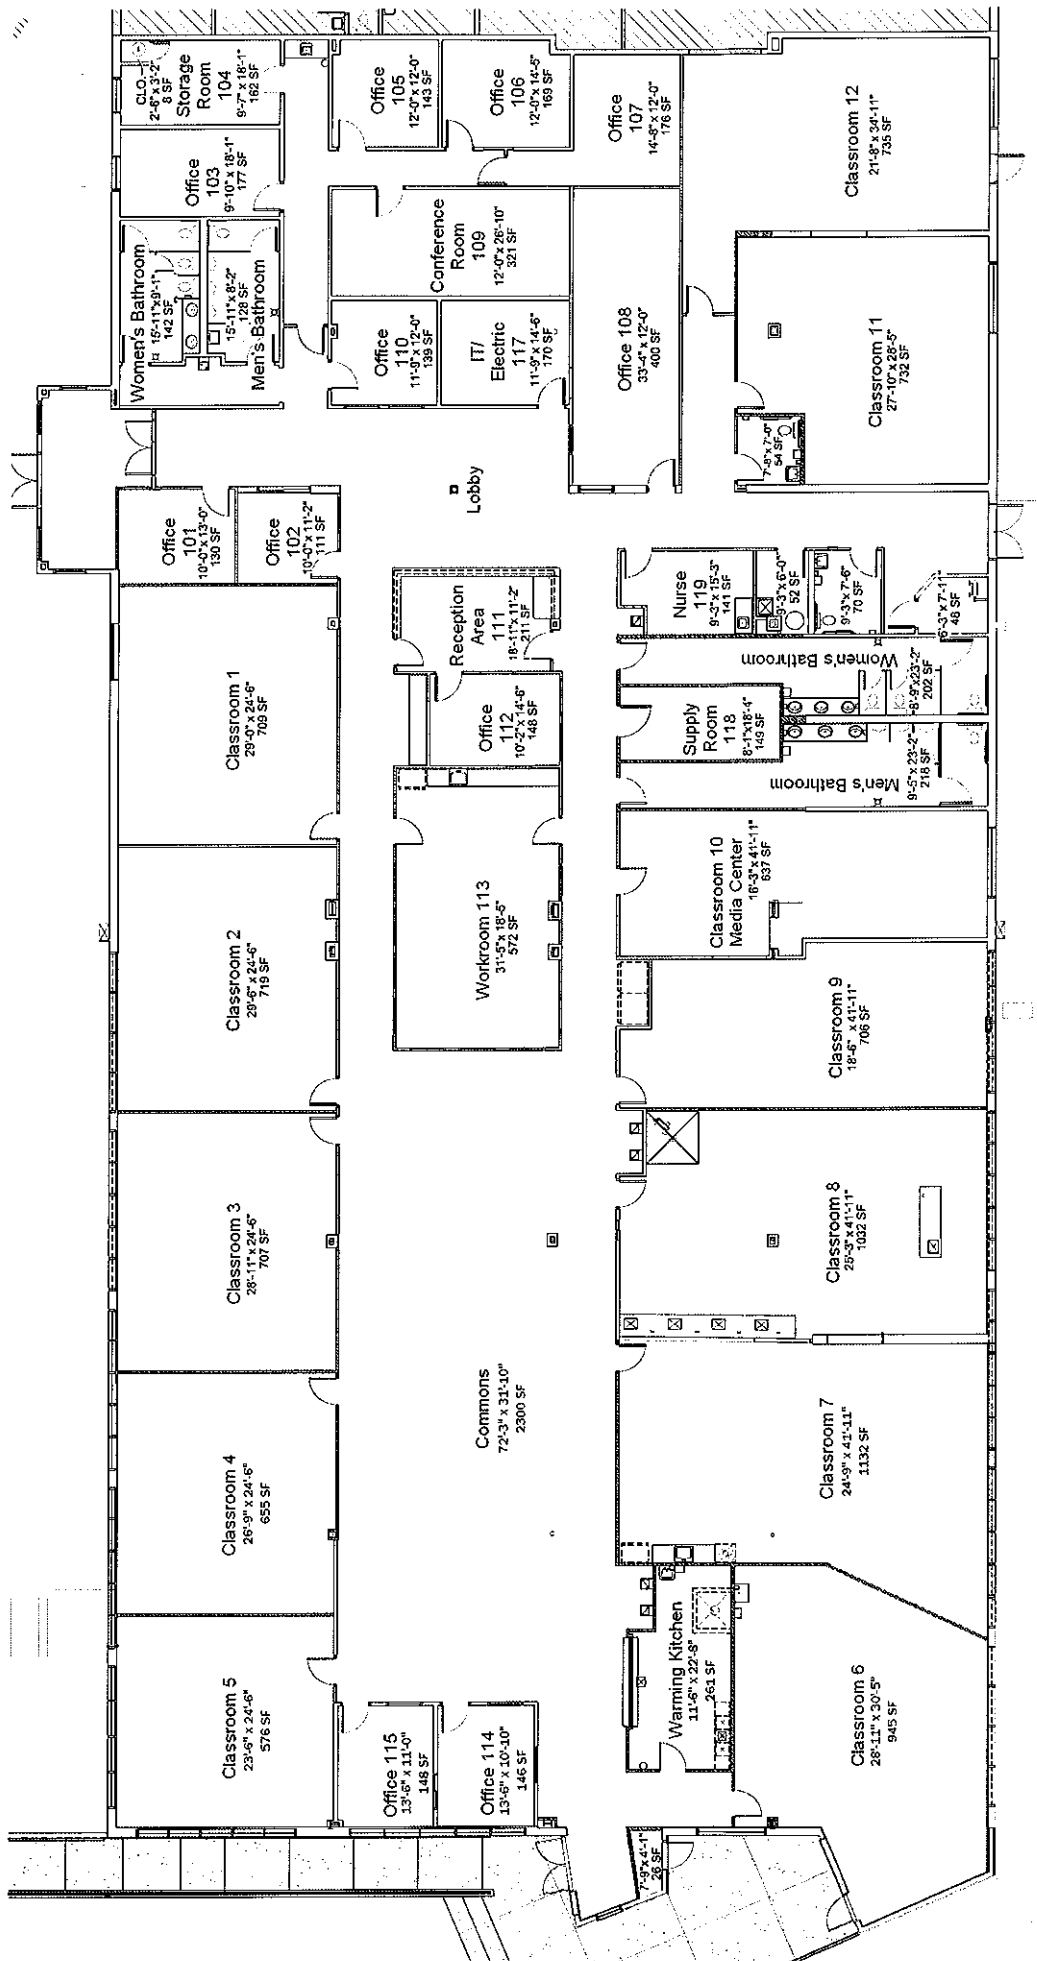 CLO.
2'-6" x 3'-2"
8 SF
Storage
Room
104
9'-7" x 18'-1"
162 SF
Office
103
9'-10" x 18'-1"
177 SF
Women's Bathroom
15'-11"x9'-1"
142 SF
15'-11"x 8'-2"
128 SF
Men's Bathroom
Office
105
12'-0" x 12'-0"
143 SF
Office
106
12'-0" x 14'-5"
169 SF
Office
107
14'-8" x 12'-0"
176 SF
Conference
Room
109
12'-0" x 26'-10"
321 SF
Office
110
11'-9" x 12'-0"
139 SF
IT/
Electric
117
11'-9" x 14'-6"
170 SF
Office 108
33'-4" x 12'-0"
400 SF
Classroom 12
21'-8" x 34'-11"
735 SF
Classroom 11
27'-10" x 28'-5"
732 SF
7'-8"x 7'-0"
54 SF
Lobby
Office
101
10'-0"x 13'-0"
130 SF
Office
102
10'-0" x 11'-2"
111 SF
Reception
Area
111
18'-11"x 11'-2"
211 SF
Office
112
10'-2"x 14'-6"
148 SF
Nurse
119
9'-3"x 15'-3"
141 SF
9'-3"x 6'-0"
52 SF
9'-3"x 7'-6"
70 SF
6'-3"x 7'-11"
48 SF
Women's Bathroom
8'-9"x23'-2"
202 SF
Supply
Room
118
8'-1"x18'-4"
149 SF
Men's Bathroom
9'-5"x 23'-2"
218 SF
Classroom 1
29'-0" x 24'-6"
709 SF
Classroom 2
29'-6" x 24'-6"
719 SF
Workroom 113
31'-5"x 18'-5"
572 SF
Classroom 10
Media Center
16'-3"x 41'-11"
637 SF
Classroom 9
18'-6" x 41'-11"
706 SF
Classroom 3
28'-11" x 24'-6"
707 SF
Classroom 8
25'-3" x 41'-11"
1032 SF
Classroom 4
26'-9" x 24'-6"
655 SF
Commons
72'-3" x 31'-10"
2300 SF
Classroom 7
24'-9" x 41'-11"
1132 SF
Classroom 5
23'-6" x 24'-6"
576 SF
Office 115
13'-6" x 11'-0"
148 SF
Office 114
13'-6" x 10'-10"
146 SF
Warming Kitchen
11'-6" x 22'-8"
261 SF
Classroom 6
28'-11" x 30'-5"
945 SF
7'-9"x 4'-1"
26 SF